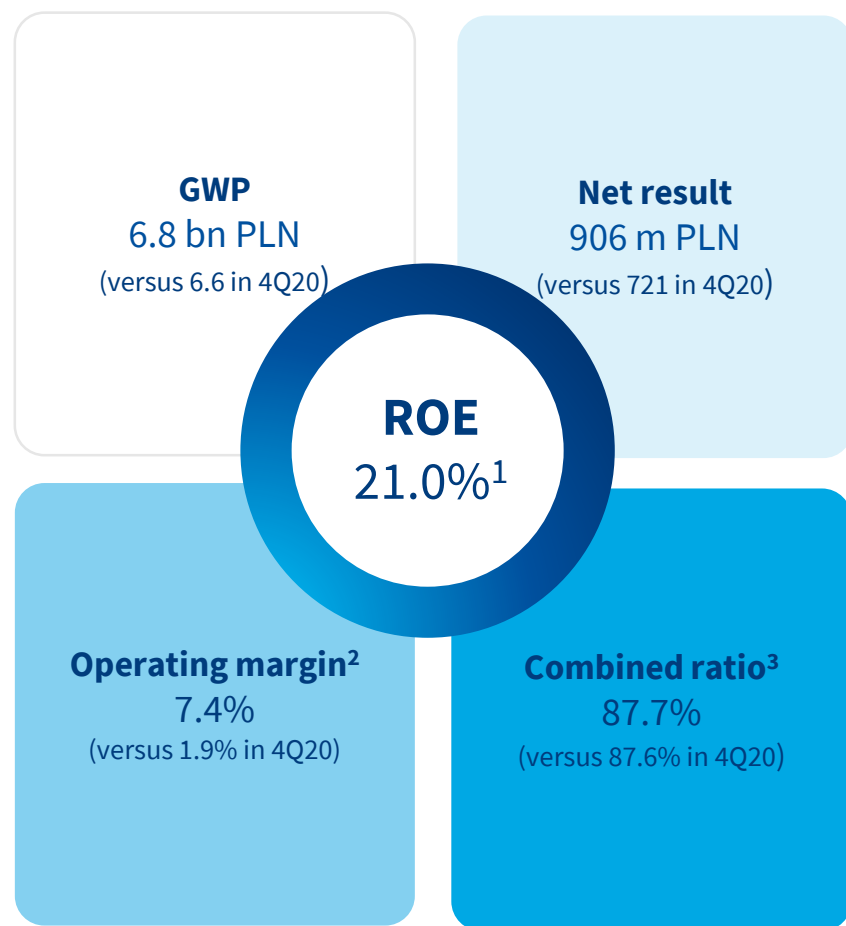 GWP
6.8 bn PLN
(versus 6.6 in 4Q20)
Net result
906 m PLN
(versus 721 in 4Q20)
ROE
21.0%¹
Operating margin²
7.4%
(versus 1.9% in 4Q20)
Combined ratio³
87.7%
(versus 87.6% in 4Q20)